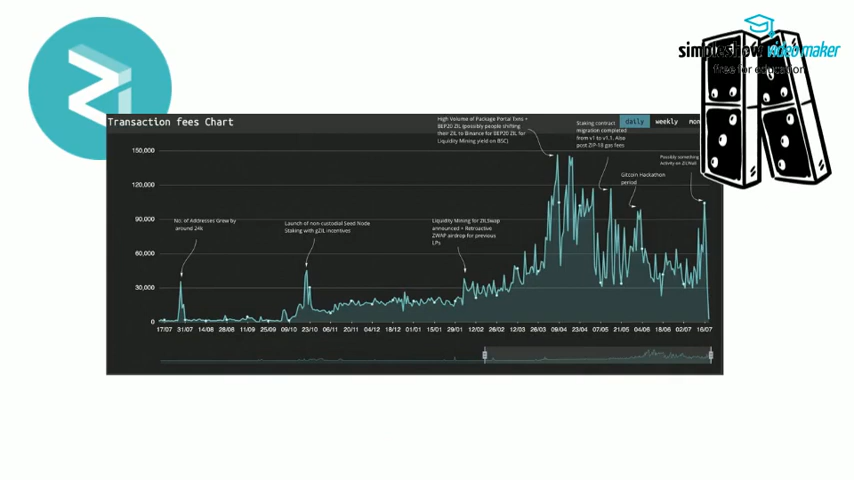 simpleshow video maker
free for education
Transaction fees Chart
daily weekly mon
High Volume of Package Portal Txns +
BEP20 ZIL (possibly people shifting
their ZIL to Binance for BEP20 ZIL for
Liquidity Mining yield on BSC)
Staking contract
migration completed
from v1 to v1.1. Also
post ZIP-18 gas fees
Possibly something
Activity on
Gitcoin Hackathon
period
No. of Addresses Grew by
around 24k
Launch of non-custodial Seed Node
Staking with gZIL incentives
Liquidity Mining for ZilSwap
announced + Retroactive
ZWAP airdrop for previous
LPs
150,000
120,000
90,000
60,000
30,000
0
17/07 31/07 14/08 28/08 11/09 25/09 09/10 23/10 06/11 20/11 04/12 18/12 01/01 15/01 29/01 12/02 26/02 12/03 26/03 09/04 23/04 07/05 21/05 04/06 18/06 02/07 16/07